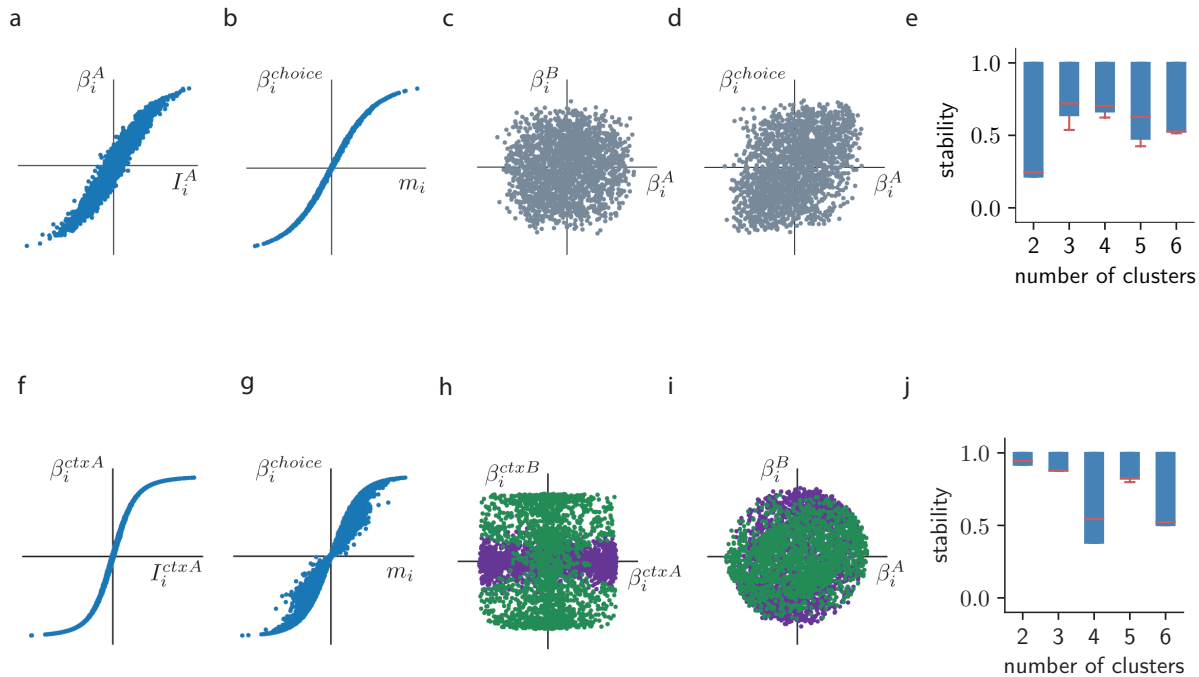 a
b
c
d
e
β_i^A
I_i^A
β_i^{choice}
m_i
β_i^B
β_i^A
β_i^{choice}
β_i^A
stability
1.0
0.5
0.0
2 3 4 5 6
number of clusters
f
g
h
i
j
β_i^{ctxA}
I_i^{ctxA}
β_i^{choice}
m_i
β_i^{ctxB}
β_i^{ctxA}
β_i^B
β_i^A
stability
1.0
0.5
0.0
2 3 4 5 6
number of clusters